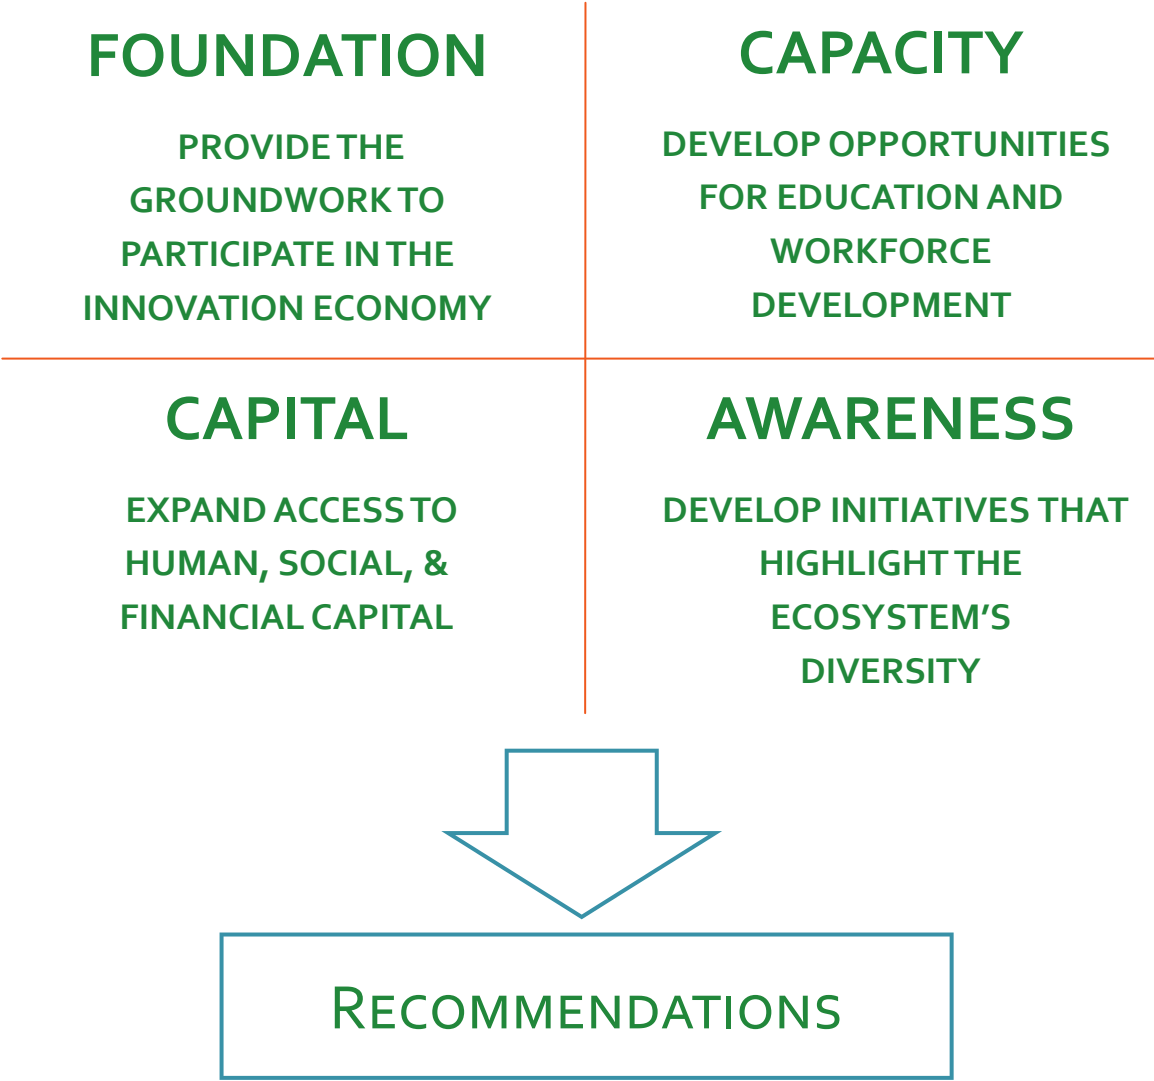 FOUNDATION
PROVIDE THE
GROUNDWORK TO
PARTICIPATE IN THE
INNOVATION ECONOMY
CAPACITY
DEVELOP OPPORTUNITIES
FOR EDUCATION AND
WORKFORCE
DEVELOPMENT
CAPITAL
EXPAND ACCESS TO
HUMAN, SOCIAL, &
FINANCIAL CAPITAL
AWARENESS
DEVELOP INITIATIVES THAT
HIGHLIGHT THE
ECOSYSTEM’S
DIVERSITY
RECOMMENDATIONS